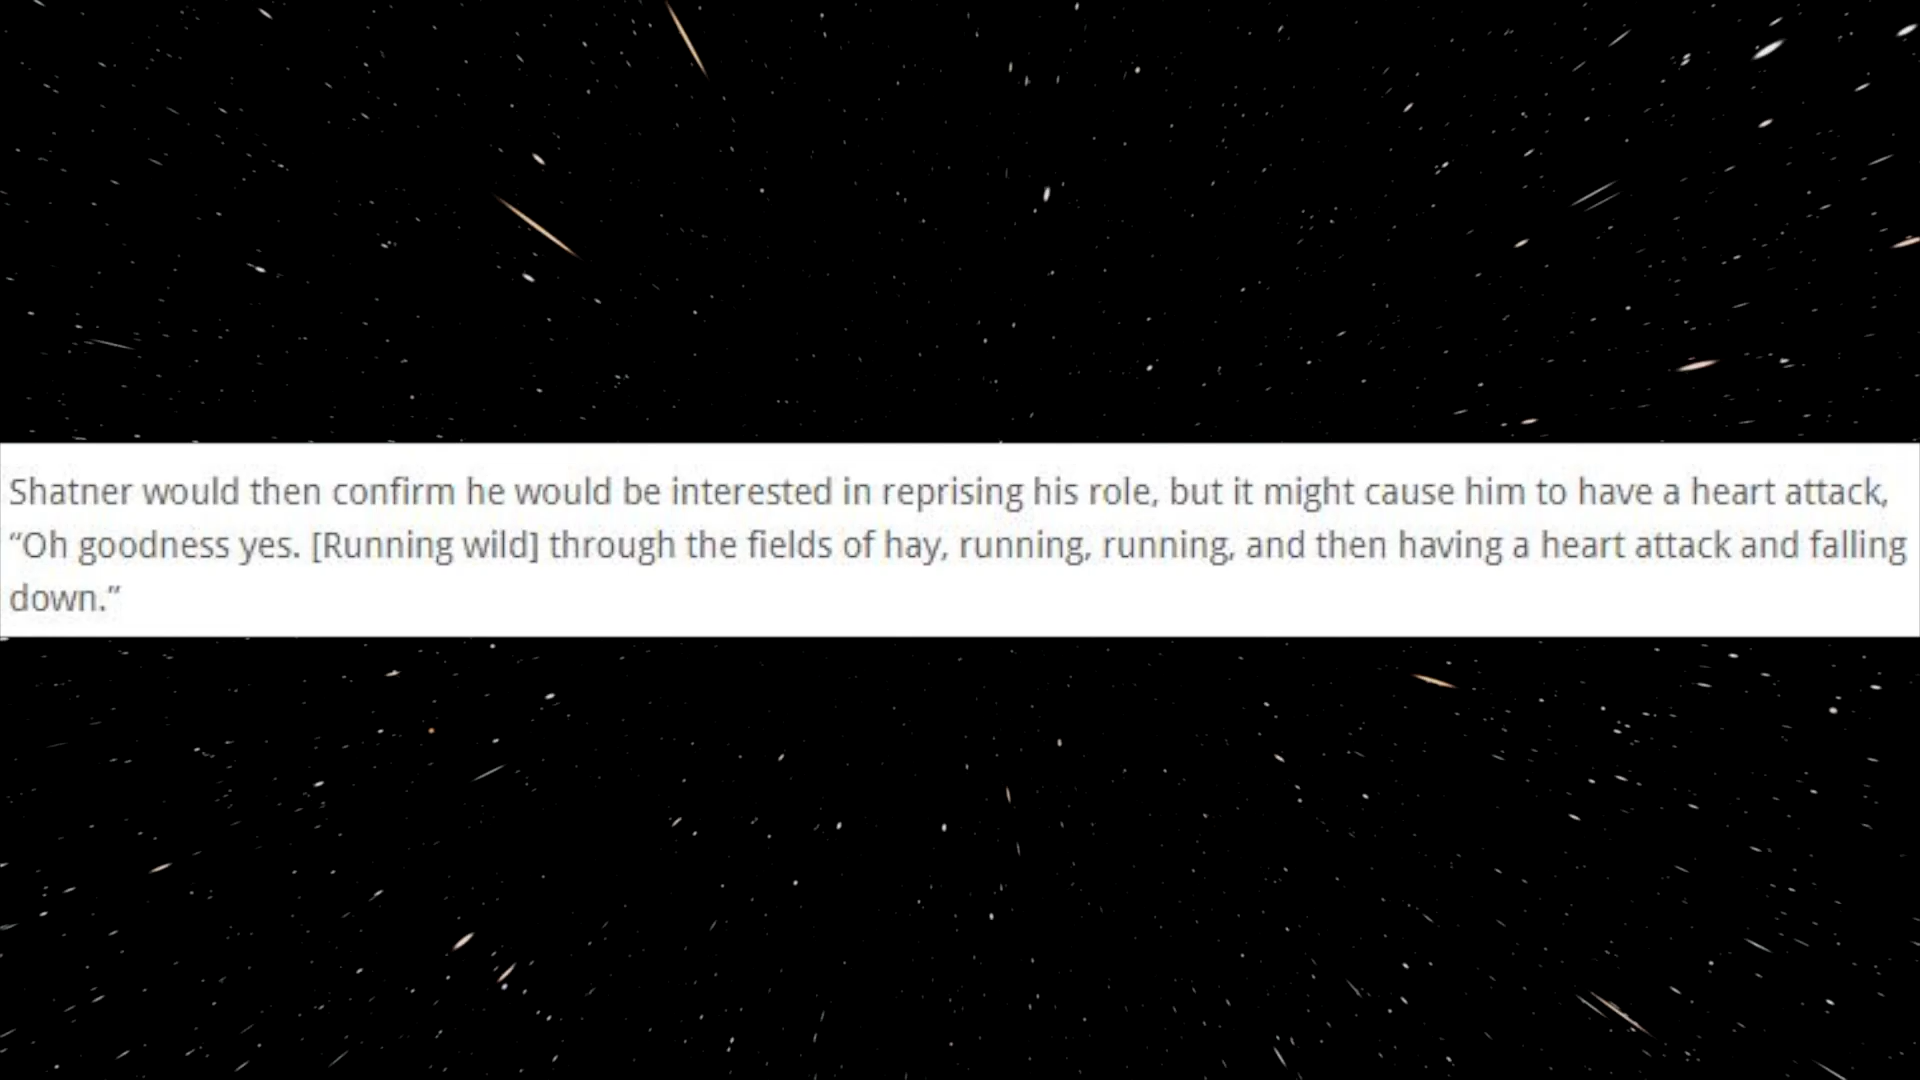 Shatner would then confirm he would be interested in reprising his role, but it might cause him to have a heart attack,
“Oh goodness yes. [Running wild] through the fields of hay, running, running, and then having a heart attack and falling
down.”